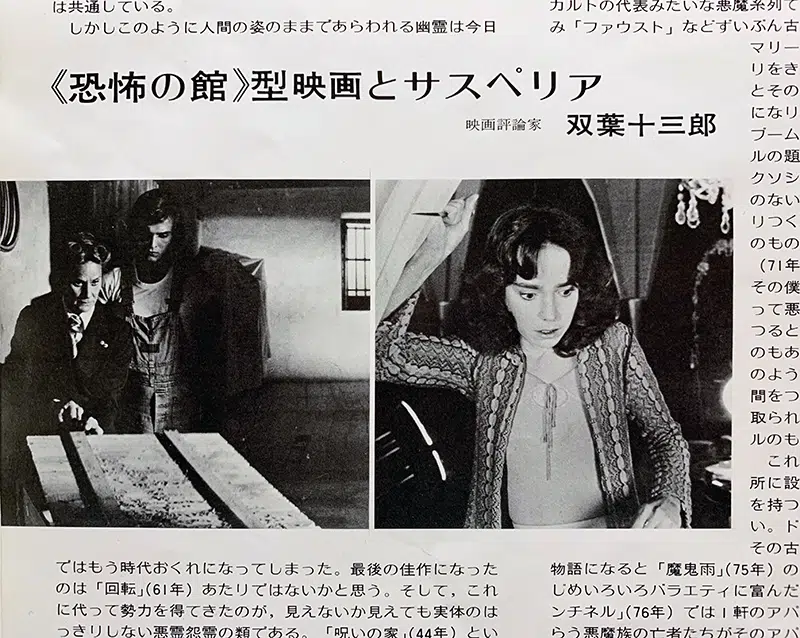 は共通している。
しかしこのように人間の姿のままであらわれる幽霊は今日
《恐怖の館》型映画とサスペリア
映画評論家 双葉十三郎
ではもう時代おくれになってしまった。最後の佳作になった
のは「回転」(61年)あたりではないかと思う。そして、これ
に代って勢力を得てきたのが、見えないか見えても実体のは
っきりしない悪霊怨霊の類である。「呪いの家」(44年)とい
カルトの代表みたいな悪魔系列で
み「ファウスト」などずいぶん古
マリー
リをき
とその
になり
ブーム
ルの題
クソシ
のない
リつく
のもの
(71年
その僕
って悪
つると
のもあ
のよう
間をつ
取られ
ルのも
これ
所に設
を持つ
い。ド
その古
物語になると「魔鬼雨」(75年)の
じめいろいろバラエティに富んだ
ンチネル」(76年)では1軒のアパ
らう悪魔族の亡者たちがそのアパ